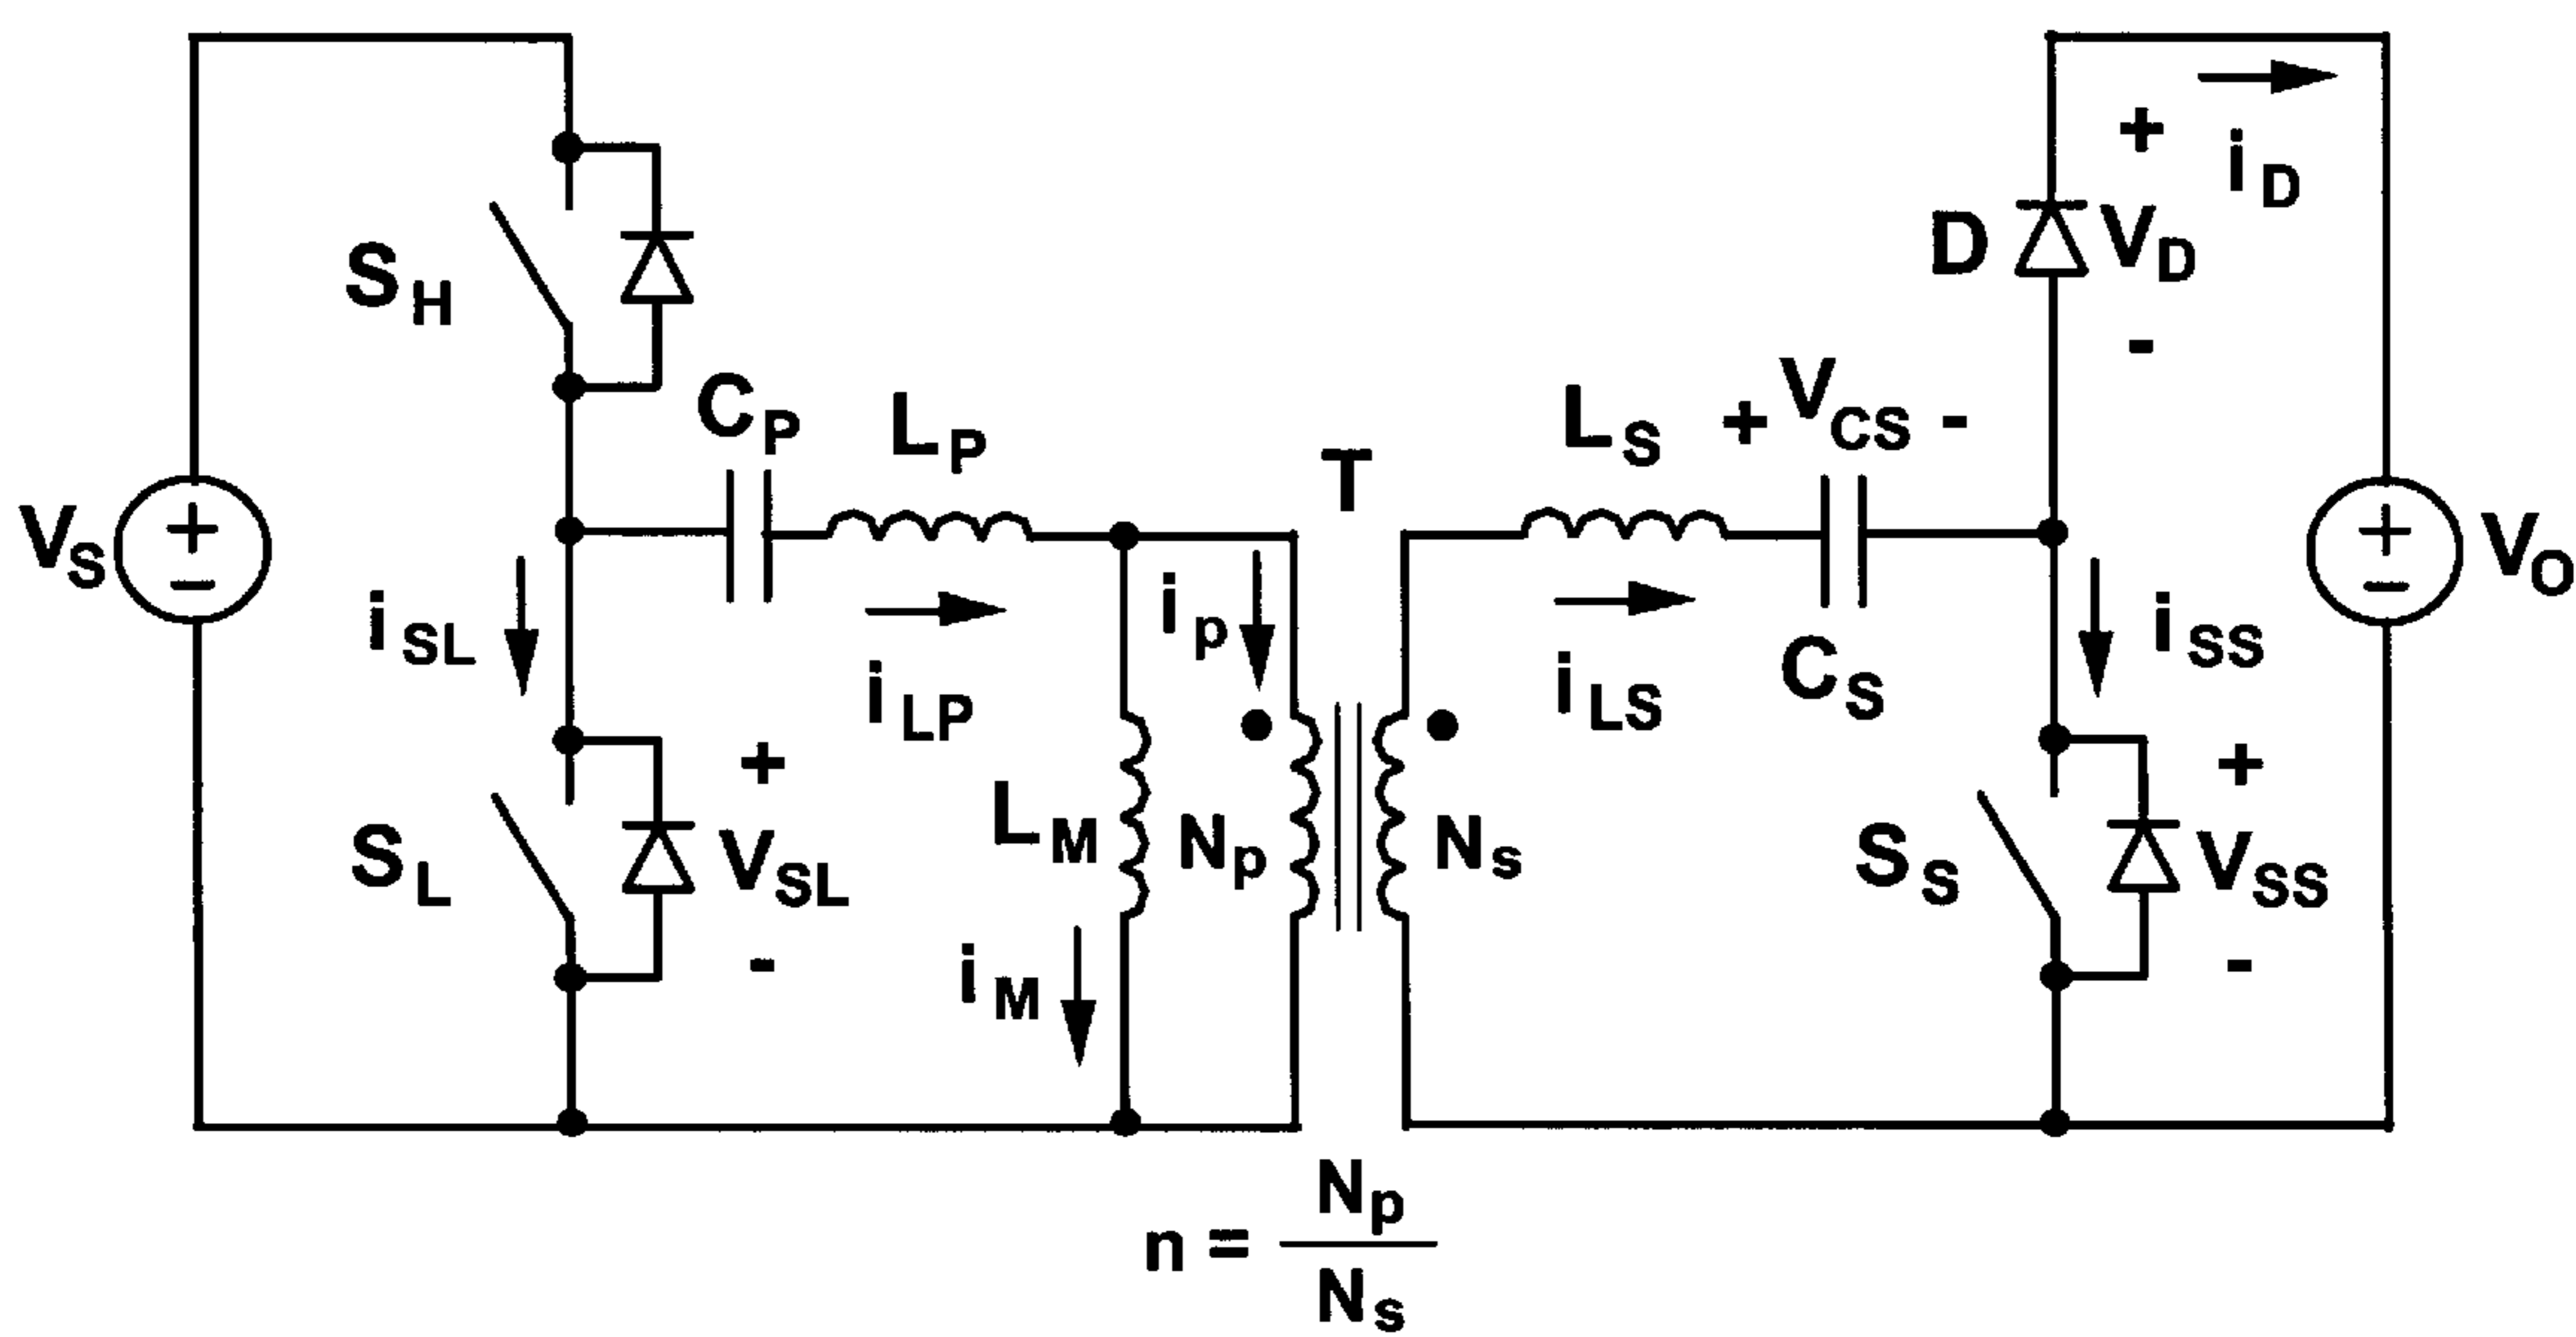 + i_D
S_H
D V_D
-
C_P L_P
L_S + V_CS -
T
V_S + -
+ - V_O
i_SL i_LP i_p
i_LS C_S i_SS
+ +
S_L V_SL L_M N_p N_s S_S V_SS
- -
i_M
n = N_p / N_s